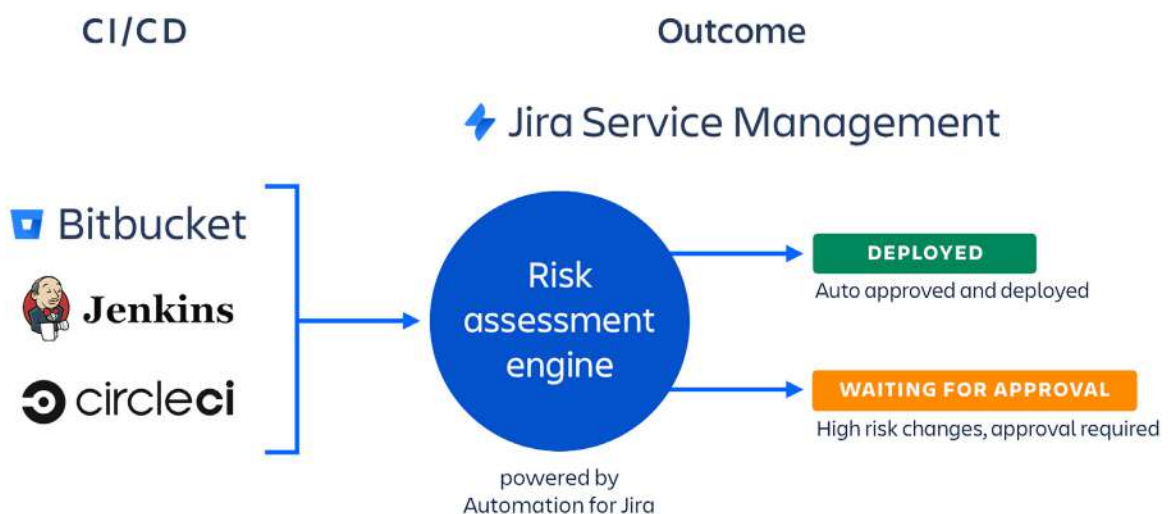 CI/CD
Outcome
Jira Service Management
Bitbucket
Jenkins
circleci
Risk
assessment
engine
powered by
Automation for Jira
DEPLOYED
Auto approved and deployed
WAITING FOR APPROVAL
High risk changes, approval required